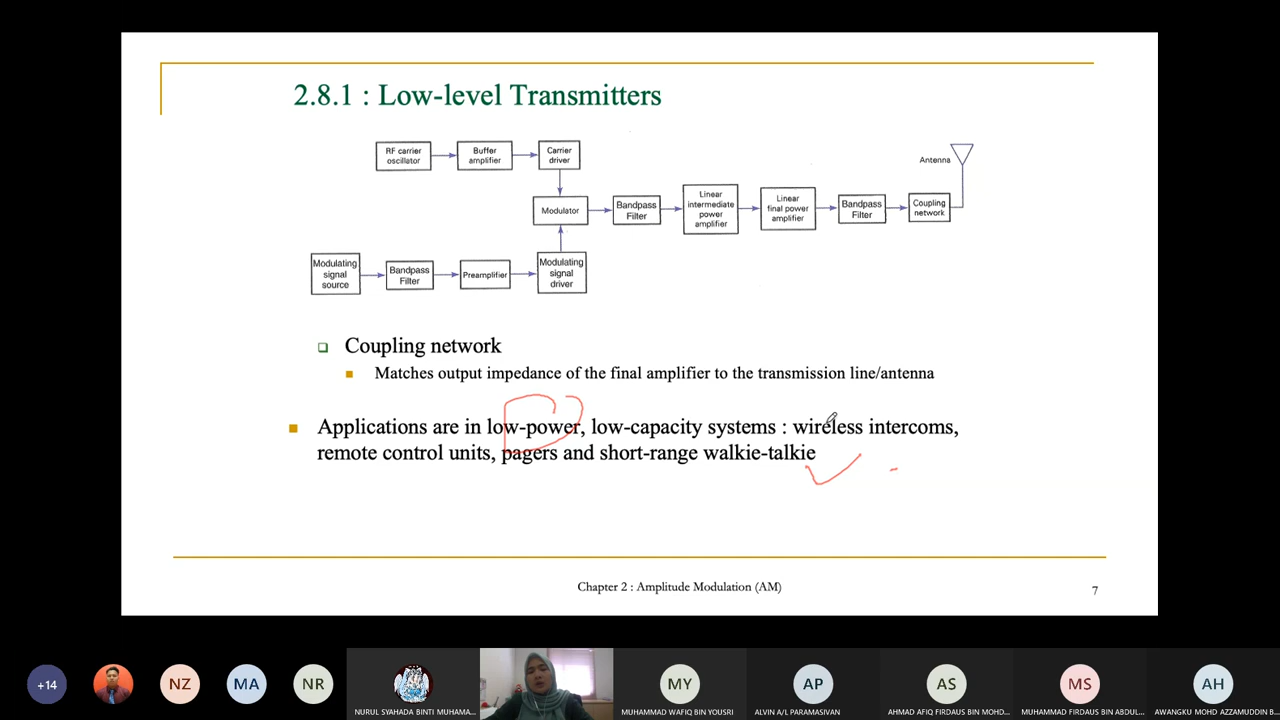 2.8.1 : Low-level Transmitters
RF carrier
oscillator
Buffer
amplifier
Carrier
driver
Antenna
Modulator
Bandpass
Filter
Linear
intermediate
power
amplifier
Linear
final power
amplifier
Bandpass
Filter
Coupling
network
Modulating
signal
source
Bandpass
Filter
Preamplifier
Modulating
signal
driver
Coupling network
Matches output impedance of the final amplifier to the transmission line/antenna
Applications are in low-power, low-capacity systems : wireless intercoms,
remote control units, pagers and short-range walkie-talkie
Chapter 2 : Amplitude Modulation (AM)
7
+14
NZ
MA
NR
MY
AP
AS
MS
AH
NURUL SYAHADA BINTI MUHAMA...
MUHAMMAD WAFIQ BIN YOUSRI
ALVIN A/L PARAMASIVAN
AHMAD AFIQ FIRDAUS BIN MOHD...
MUHAMMAD FIRDAUS BIN ABDUL...
AWANGKU MOHD AZZAMUDDIN B...